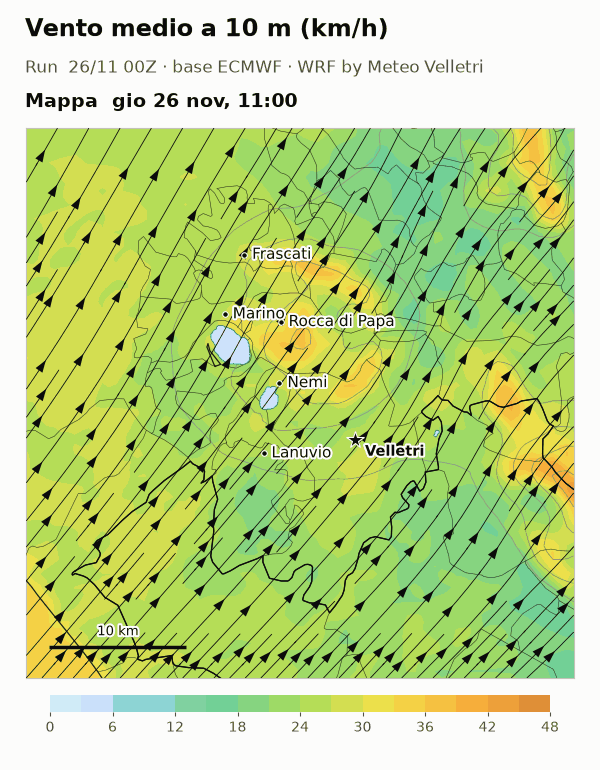 Vento medio a 10 m (km/h)
Run  26/11 00Z · base ECMWF · WRF by Meteo Velletri
Mappa  gio 26 nov, 11:00
Frascati
Marino
Rocca di Papa
Nemi
Velletri
Lanuvio
10 km
0 6 12 18 24 30 36 42 48